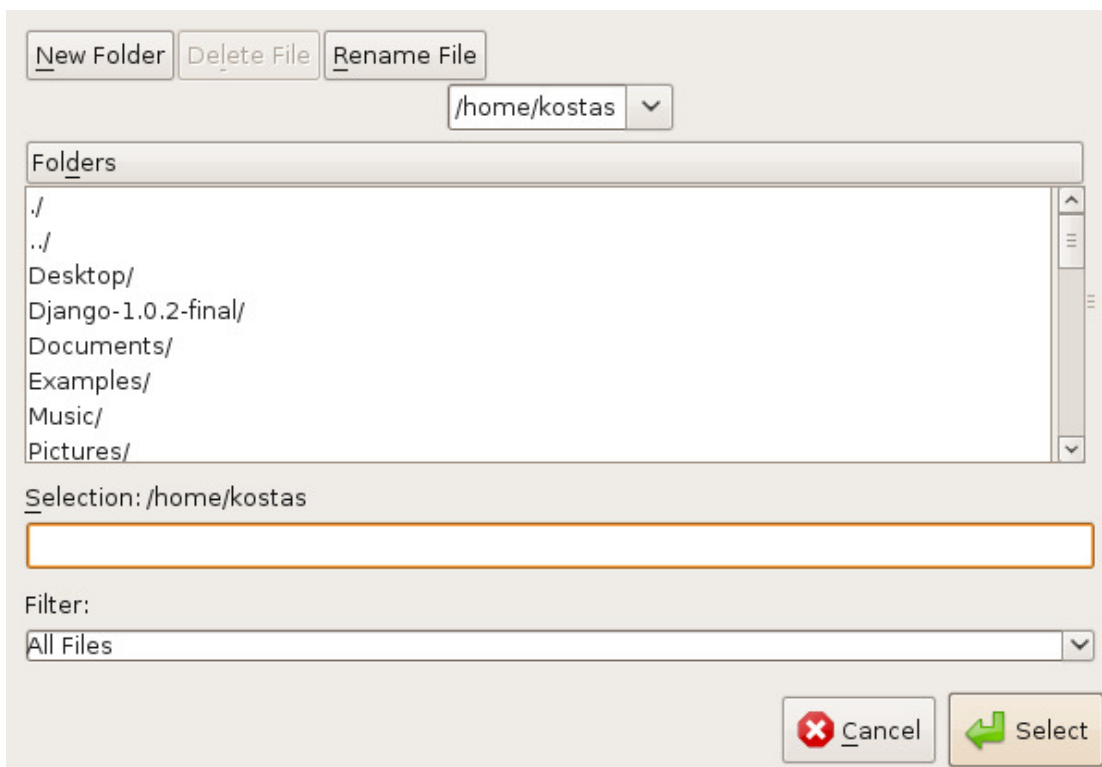 New Folder Delete File Rename File
/home/kostas
Folders
./
../
Desktop/
Django-1.0.2-final/
Documents/
Examples/
Music/
Pictures/
Selection: /home/kostas
Filter:
All Files
Cancel Select